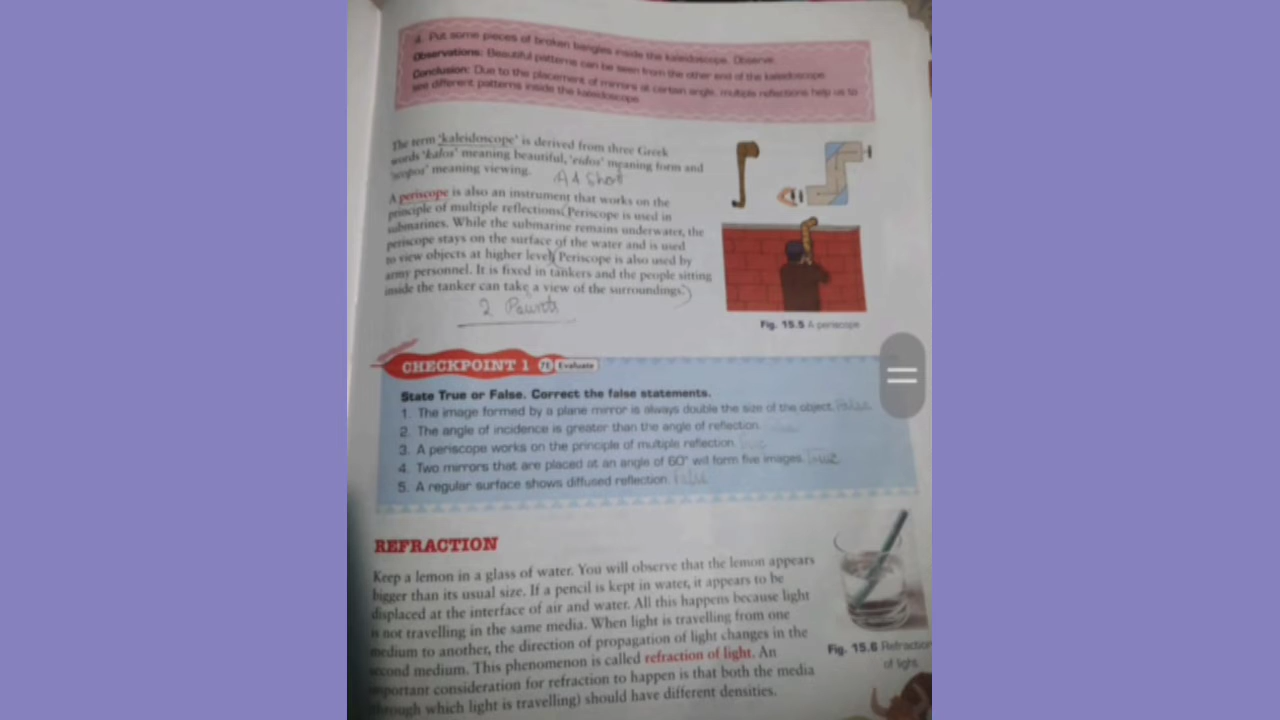 4. Put some pieces of broken bangles inside the kaleidoscope. Observe.
Observations: Beautiful patterns can be seen from the other end of the kaleidoscope.
Conclusion: Due to the placement of mirrors at certain angle, multiple reflections help us to
see different patterns inside the kaleidoscope.
The term 'kaleidoscope' is derived from three Greek
words 'kalos' meaning beautiful, 'eidos' meaning form and
'scopos' meaning viewing.
A periscope is also an instrument that works on the
principle of multiple reflections. Periscope is used in
submarines. While the submarine remains underwater, the
periscope stays on the surface of the water and is used
to view objects at higher level. Periscope is also used by
army personnel. It is fixed in tankers and the people sitting
inside the tanker can take a view of the surroundings.
2 Points
Fig. 15.5 A periscope
CHECKPOINT 1 7E Evaluate
State True or False. Correct the false statements.
1. The image formed by a plane mirror is always double the size of the object. False
2. The angle of incidence is greater than the angle of reflection.
3. A periscope works on the principle of multiple reflection. True
4. Two mirrors that are placed at an angle of 60° will form five images. True
5. A regular surface shows diffused reflection. False
REFRACTION
Keep a lemon in a glass of water. You will observe that the lemon appears
bigger than its usual size. If a pencil is kept in water, it appears to be
displaced at the interface of air and water. All this happens because light
is not travelling in the same media. When light is travelling from one
medium to another, the direction of propagation of light changes in the
second medium. This phenomenon is called refraction of light. An
important consideration for refraction to happen is that both the media
through which light is travelling) should have different densities.
Fig. 15.6 Refraction
of light